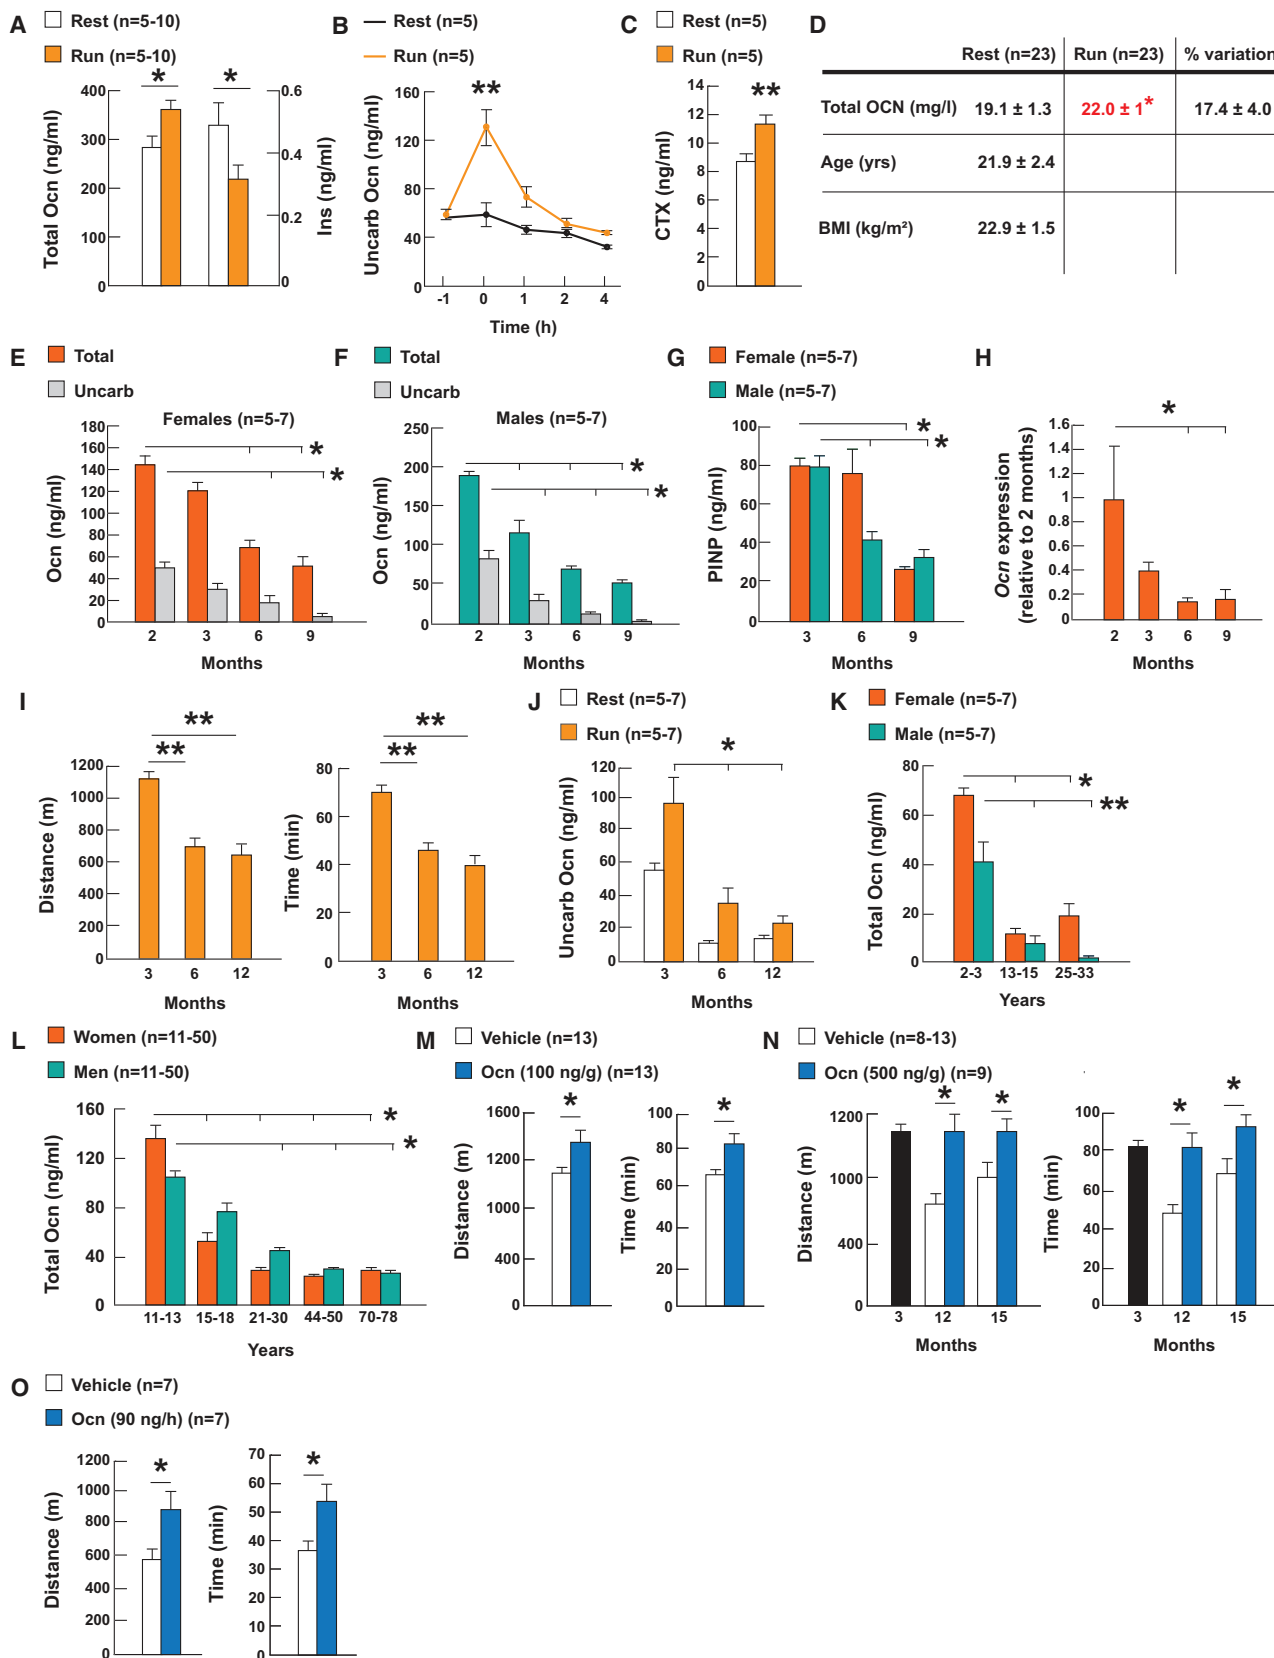 A
Rest (n=5-10)
Run (n=5-10)
* *
Total Ocn (ng/ml)
400
300
400
200
100
0
0.6
0.4
0.2
0
Ins (ng/ml)
B
Rest (n=5)
Run (n=5)
**
Uncarb Ocn (ng/ml)
160
120
80
40
0
-1 0 1 2 4
Time (h)
C
Rest (n=5)
Run (n=5)
**
CTX (ng/ml)
14
12
10
8
6
4
2
0
D
Rest (n=23) Run (n=23) % variation
Total OCN (mg/l) 19.1 ± 1.3 22.0 ± 1* 17.4 ± 4.0
Age (yrs) 21.9 ± 2.4
BMI (kg/m²) 22.9 ± 1.5
E
Total
Uncarb
Females (n=5-7)
*
*
Ocn (ng/ml)
180
160
140
120
100
80
60
40
20
0
2 3 6 9
Months
F
Total
Uncarb
Males (n=5-7)
*
*
Ocn (ng/ml)
250
200
150
100
50
0
2 3 6 9
Months
G
Female (n=5-7)
Male (n=5-7)
*
*
PINP (ng/ml)
100
80
60
40
20
0
3 6 9
Months
H
*
Ocn expression
(relative to 2 months)
1.6
1.4
1.2
1
0.8
0.6
0.4
0.2
0
2 3 6 9
Months
I
**
**
Distance (m)
1200
1000
800
600
400
200
0
3 6 12
Months
**
**
Time (min)
80
60
40
20
0
3 6 12
Months
J
Rest (n=5-7)
Run (n=5-7)
*
Uncarb Ocn (ng/ml)
120
100
80
60
40
20
0
3 6 12
Months
K
Female (n=5-7)
Male (n=5-7)
*
**
Total Ocn (ng/ml)
80
60
40
20
0
2-3 13-15 25-33
Years
L
Women (n=11-50)
Men (n=11-50)
*
*
Total Ocn (ng/ml)
160
120
80
40
0
11-13 15-18 21-30 44-50 70-78
Years
M
Vehicle (n=13)
Ocn (100 ng/g) (n=13)
*
Distance (m)
1600
1200
1000
400
0
*
Time (min)
100
80
60
40
20
0
N
Vehicle (n=8-13)
Ocn (500 ng/g) (n=9)
* *
Distance (m)
1200
1000
400
0
3 12 15
Months
* *
Time (min)
100
80
60
40
20
0
3 12 15
Months
O
Vehicle (n=7)
Ocn (90 ng/h) (n=7)
*
Distance (m)
1200
1000
800
600
400
200
0
*
Time (min)
70
60
50
40
30
20
10
0